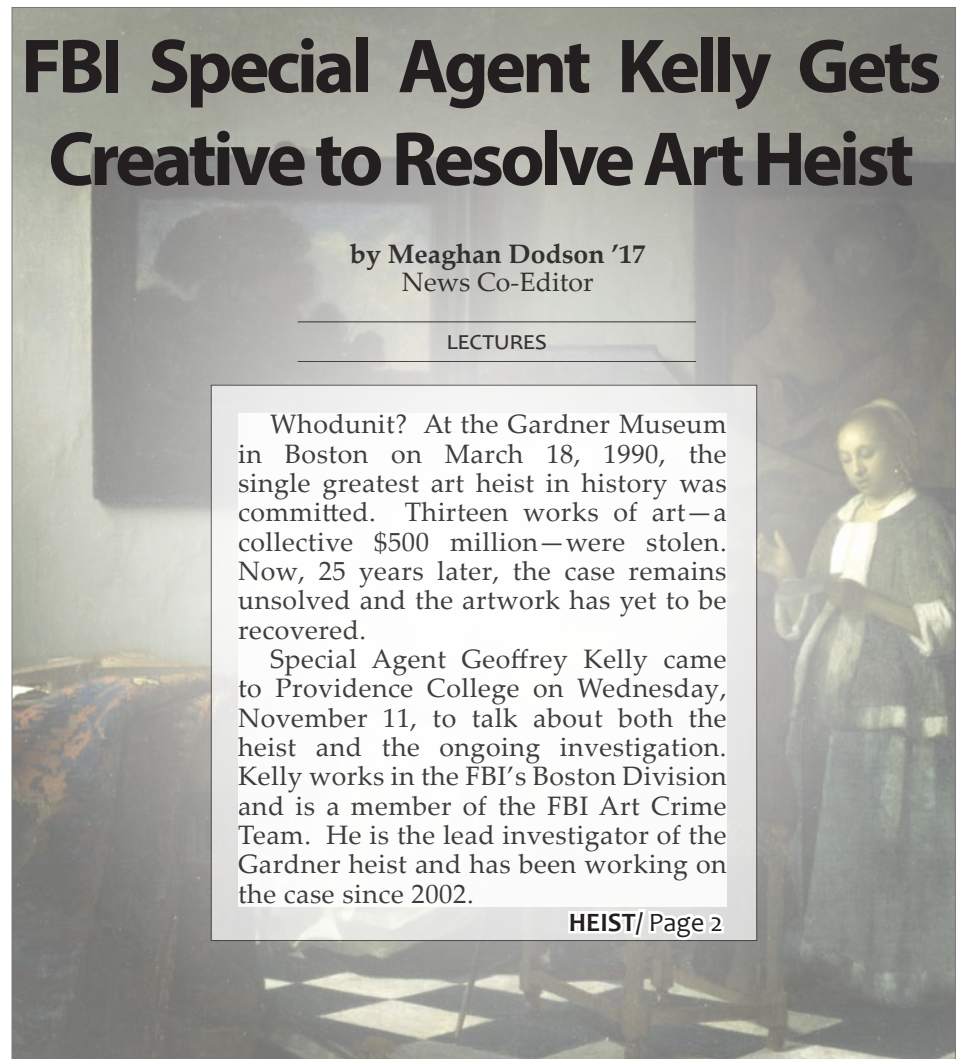 FBI Special Agent Kelly Gets
Creative to Resolve Art Heist
by Meaghan Dodson ’17
News Co-Editor
LECTURES
Whodunit? At the Gardner Museum
in Boston on March 18, 1990, the
single greatest art heist in history was
committed. Thirteen works of art—a
collective $500 million—were stolen.
Now, 25 years later, the case remains
unsolved and the artwork has yet to be
recovered.
Special Agent Geoffrey Kelly came
to Providence College on Wednesday,
November 11, to talk about both the
heist and the ongoing investigation.
Kelly works in the FBI’s Boston Division
and is a member of the FBI Art Crime
Team. He is the lead investigator of the
Gardner heist and has been working on
the case since 2002.
HEIST/ Page 2